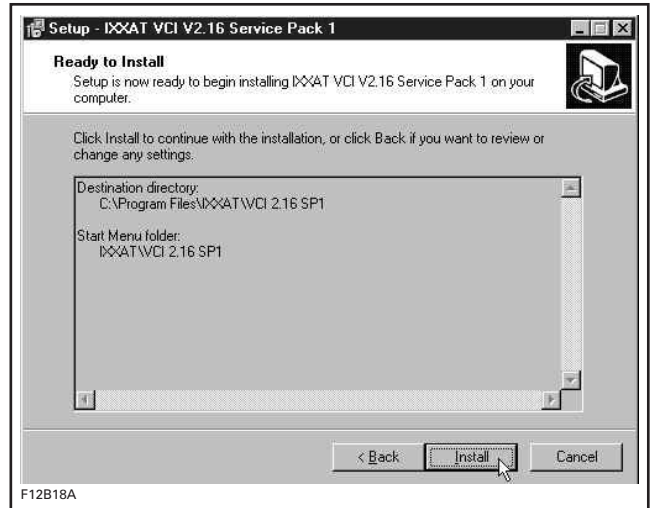 Setup - IXXAT VCI V2.16 Service Pack 1
Ready to Install
Setup is now ready to begin installing IXXAT VCI V2.16 Service Pack 1 on your
computer.
Click Install to continue with the installation, or click Back if you want to review or
change any settings.
Destination directory:
C:\Program Files\IXXAT\VCI 2.16 SP1
Start Menu folder:
IXXAT\VCI 2.16 SP1
< Back
Install
Cancel
F12B18A